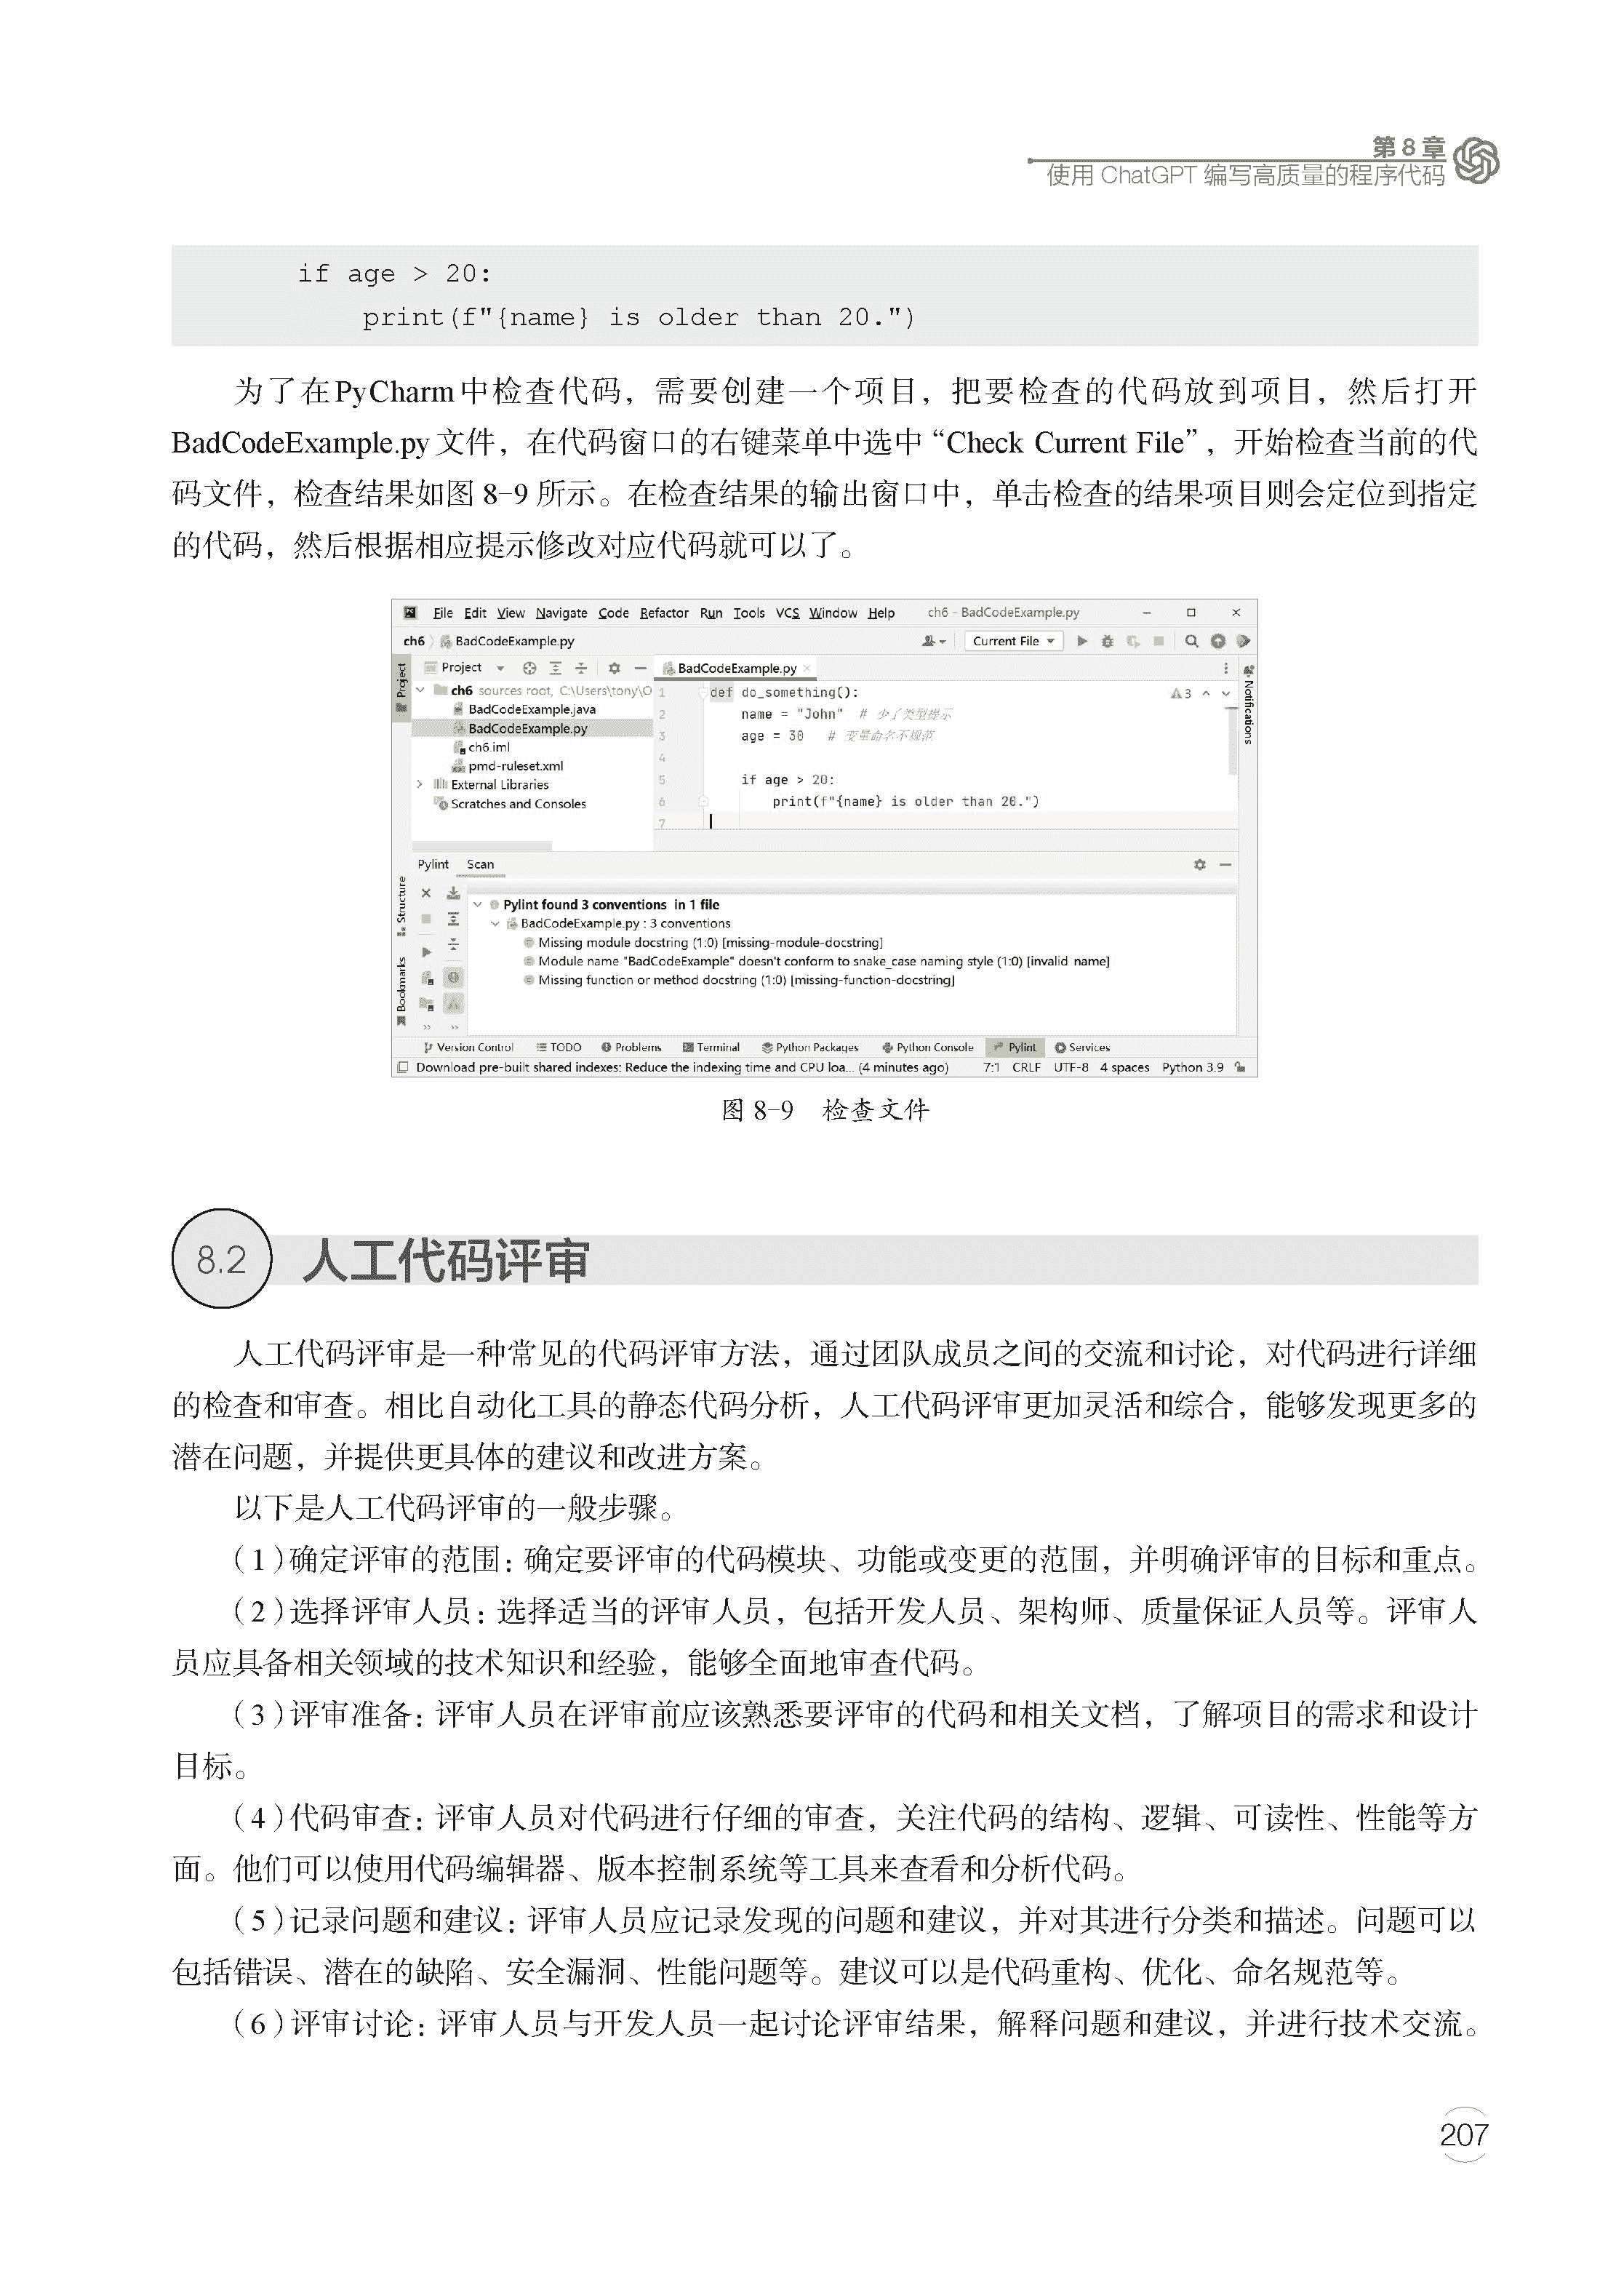 第8章
使用 ChatGPT 编写高质量的程序代码
if age > 20:
print(f"{name} is older than 20.")
为了在PyCharm中检查代码，需要创建一个项目，把要检查的代码放到项目，然后打开
BadCodeExample.py文件，在代码窗口的右键菜单中选中“Check Current File”，开始检查当前的代
码文件，检查结果如图 8-9 所示。在检查结果的输出窗口中，单击检查的结果项目则会定位到指定
的代码，然后根据相应提示修改对应代码就可以了。
File Edit View Navigate Code Refactor Run Tools VCS Window Help ch6 - BadCodeExample.py
ch6 BadCodeExample.py Current File
Project Project BadCodeExample.py
ch6 sources root, C:\Users\tony\O
BadCodeExample.java
BadCodeExample.py
ch6.iml
pmd-ruleset.xml
External Libraries
Scratches and Consoles
1 def do_something(): 3
2 name = "John" # 少了类型提示
3 age = 30 # 变量命名不规范
4
5 if age > 20:
6 print(f"{name} is older than 20.")
7
Notifications
Pylint Scan
Structure
Bookmarks
Pylint found 3 conventions in 1 file
BadCodeExample.py : 3 conventions
Missing module docstring (1:0) [missing-module-docstring]
Module name "BadCodeExample" doesn't conform to snake_case naming style (1:0) [invalid name]
Missing function or method docstring (1:0) [missing-function-docstring]
Version Control TODO Problems Terminal Python Packages Python Console Pylint Services
Download pre-built shared indexes: Reduce the indexing time and CPU loa... (4 minutes ago) 7:1 CRLF UTF-8 4 spaces Python 3.9
图 8-9 检查文件
8.2 人工代码评审
人工代码评审是一种常见的代码评审方法，通过团队成员之间的交流和讨论，对代码进行详细
的检查和审查。相比自动化工具的静态代码分析，人工代码评审更加灵活和综合，能够发现更多的
潜在问题，并提供更具体的建议和改进方案。
以下是人工代码评审的一般步骤。
（1）确定评审的范围：确定要评审的代码模块、功能或变更的范围，并明确评审的目标和重点。
（2）选择评审人员：选择适当的评审人员，包括开发人员、架构师、质量保证人员等。评审人
员应具备相关领域的技术知识和经验，能够全面地审查代码。
（3）评审准备：评审人员在评审前应该熟悉要评审的代码和相关文档，了解项目的需求和设计
目标。
（4）代码审查：评审人员对代码进行仔细的审查，关注代码的结构、逻辑、可读性、性能等方
面。他们可以使用代码编辑器、版本控制系统等工具来查看和分析代码。
（5）记录问题和建议：评审人员应记录发现的问题和建议，并对其进行分类和描述。问题可以
包括错误、潜在的缺陷、安全漏洞、性能问题等。建议可以是代码重构、优化、命名规范等。
（6）评审讨论：评审人员与开发人员一起讨论评审结果，解释问题和建议，并进行技术交流。
207